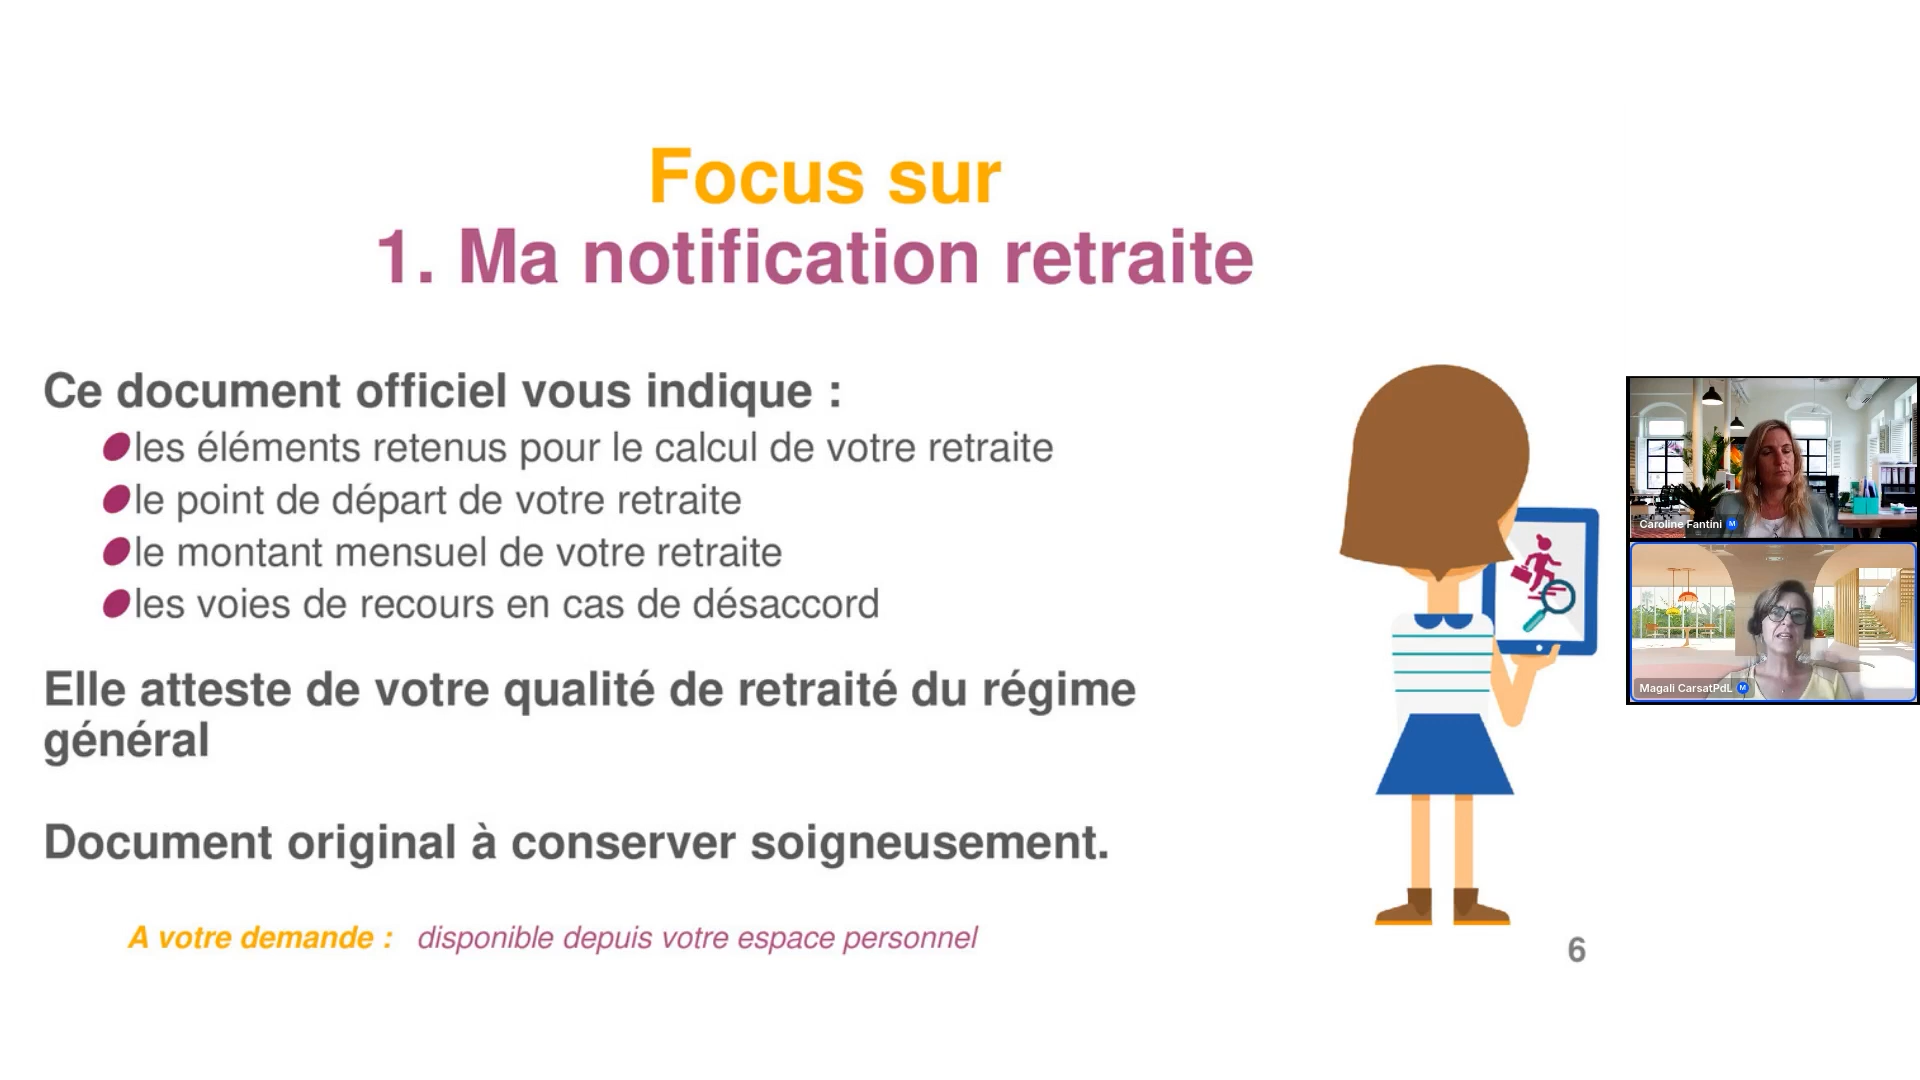 Focus sur
1. Ma notification retraite
Ce document officiel vous indique :
les éléments retenus pour le calcul de votre retraite
le point de départ de votre retraite
le montant mensuel de votre retraite
les voies de recours en cas de désaccord
Elle atteste de votre qualité de retraité du régime
général
Document original à conserver soigneusement.
A votre demande : disponible depuis votre espace personnel
6
Caroline Fantini M
Magali CarsatPdL M